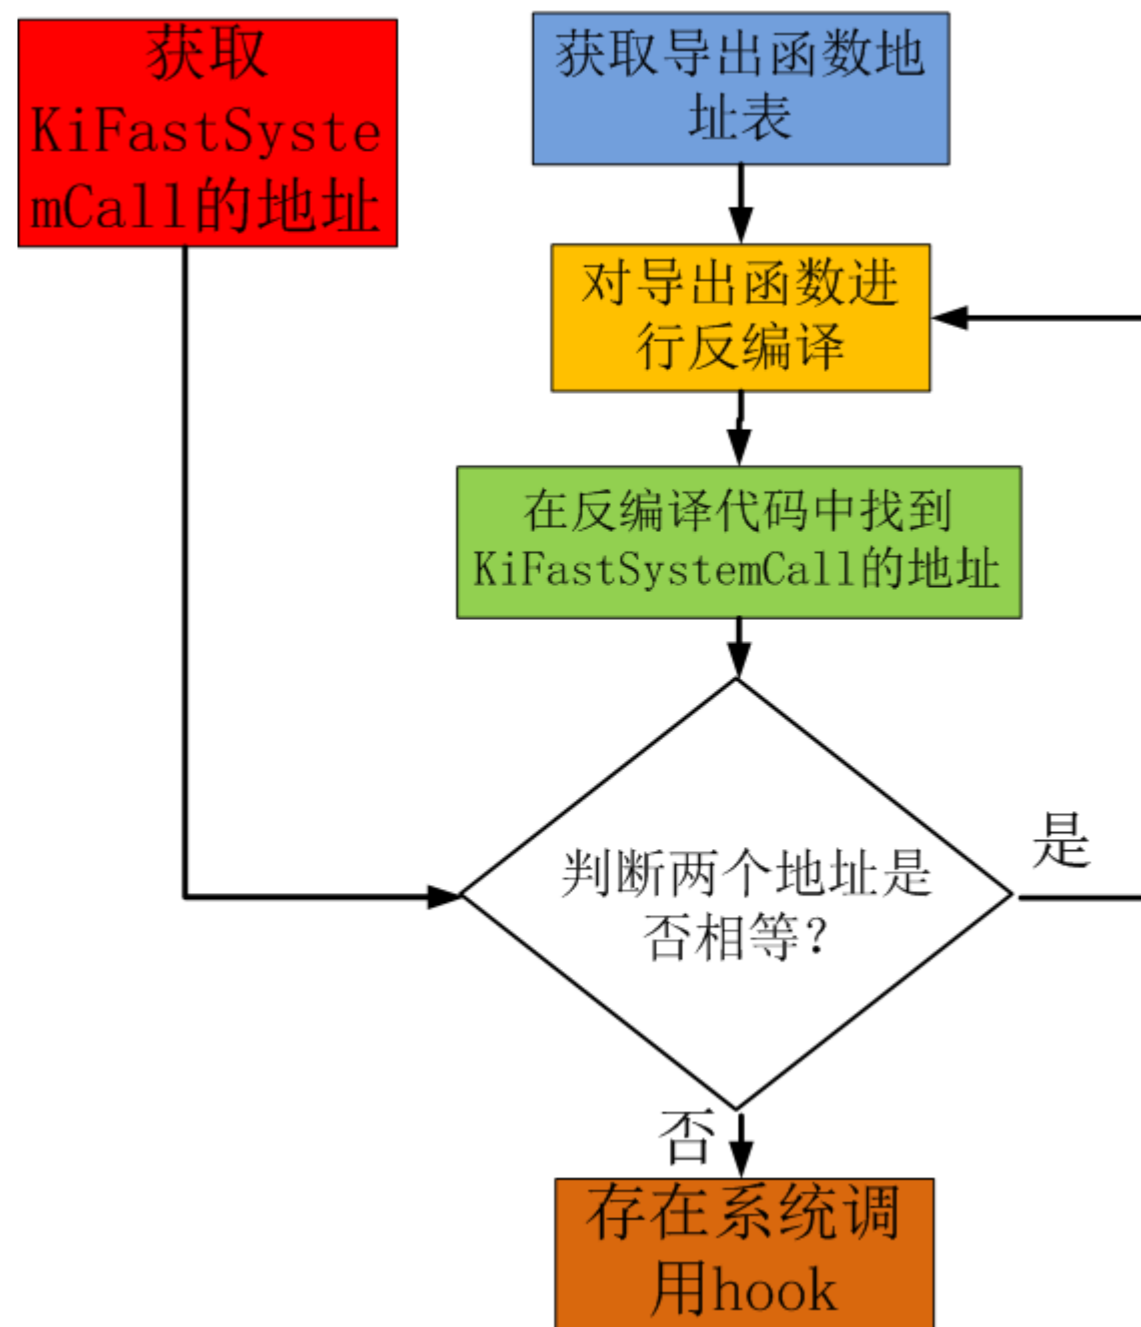 获取
KiFastSyste
mCall的地址
获取导出函数地
址表
对导出函数进
行反编译
在反编译代码中找到
KiFastSystemCall的地址
判断两个地址是
否相等?
是
否
存在系统调
用hook